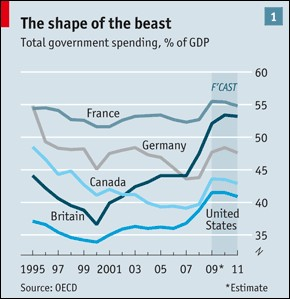 The shape of the beast
1
Total government spending, % of GDP
F'CAST
60
55
50
45
40
35
N
France
Germany
Canada
Britain
United
States
1995 97 99 2001 03 05 07 09* 11
Source: OECD
*Estimate